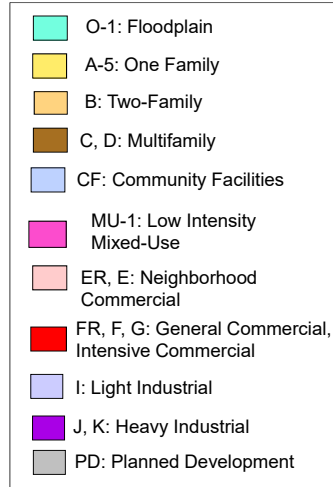 O-1: Floodplain
A-5: One Family
B: Two-Family
C, D: Multifamily
CF: Community Facilities
MU-1: Low Intensity
Mixed-Use
ER, E: Neighborhood
Commercial
FR, F, G: General Commercial,
Intensive Commercial
I: Light Industrial
J, K: Heavy Industrial
PD: Planned Development